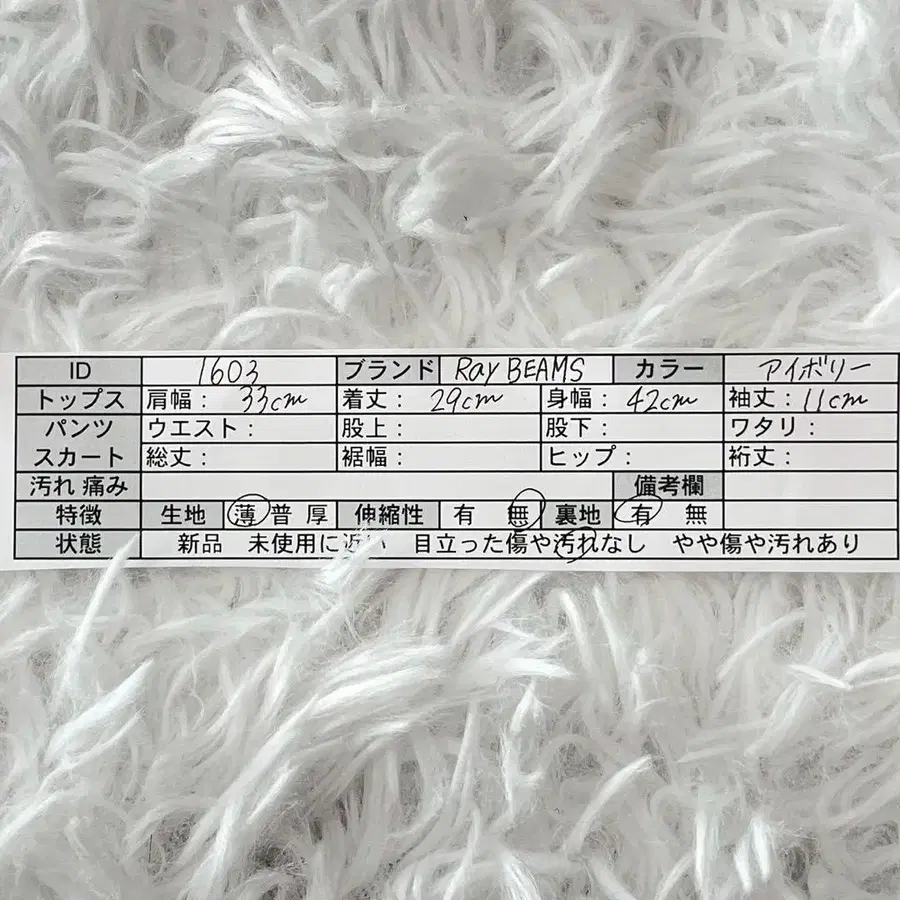 ID 1603 ブランド Ray BEAMS カラー アイボリー
トップス 肩幅： 33cm 着丈： 29cm 身幅： 42cm 袖丈：11cm
パンツ ウエスト： 股上： 股下： ワタリ：
スカート 総丈： 裾幅： ヒップ： 裄丈：
汚れ 痛み 備考欄
特徴 生地 薄 普 厚 伸縮性 有 無 裏地 有 無
状態 新品 未使用に近い 目立った傷や汚れなし やや傷や汚れあり